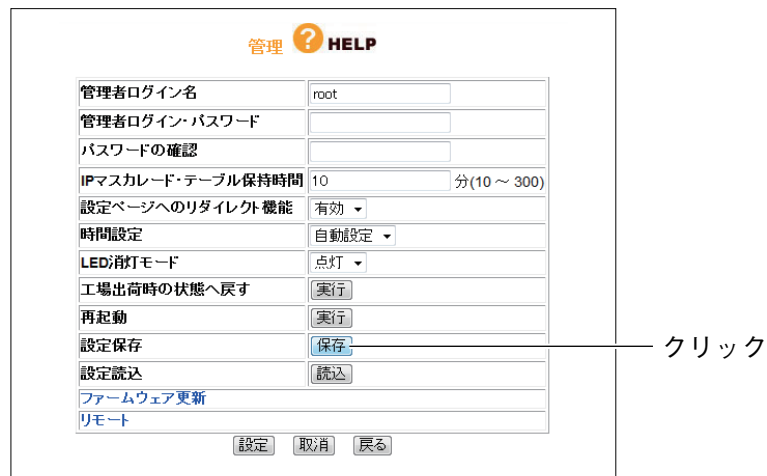 管理 ? HELP
管理者ログイン名 root
管理者ログイン・パスワード
パスワードの確認
IPマスカレード・テーブル保持時間 10 分(10 ～ 300)
設定ページへのリダイレクト機能 有効
時間設定 自動設定
LED消灯モード 点灯
工場出荷時の状態へ戻す 実行
再起動 実行
設定保存 保存 クリック
設定読込 読込
ファームウェア更新
リモート
設定 取消 戻る